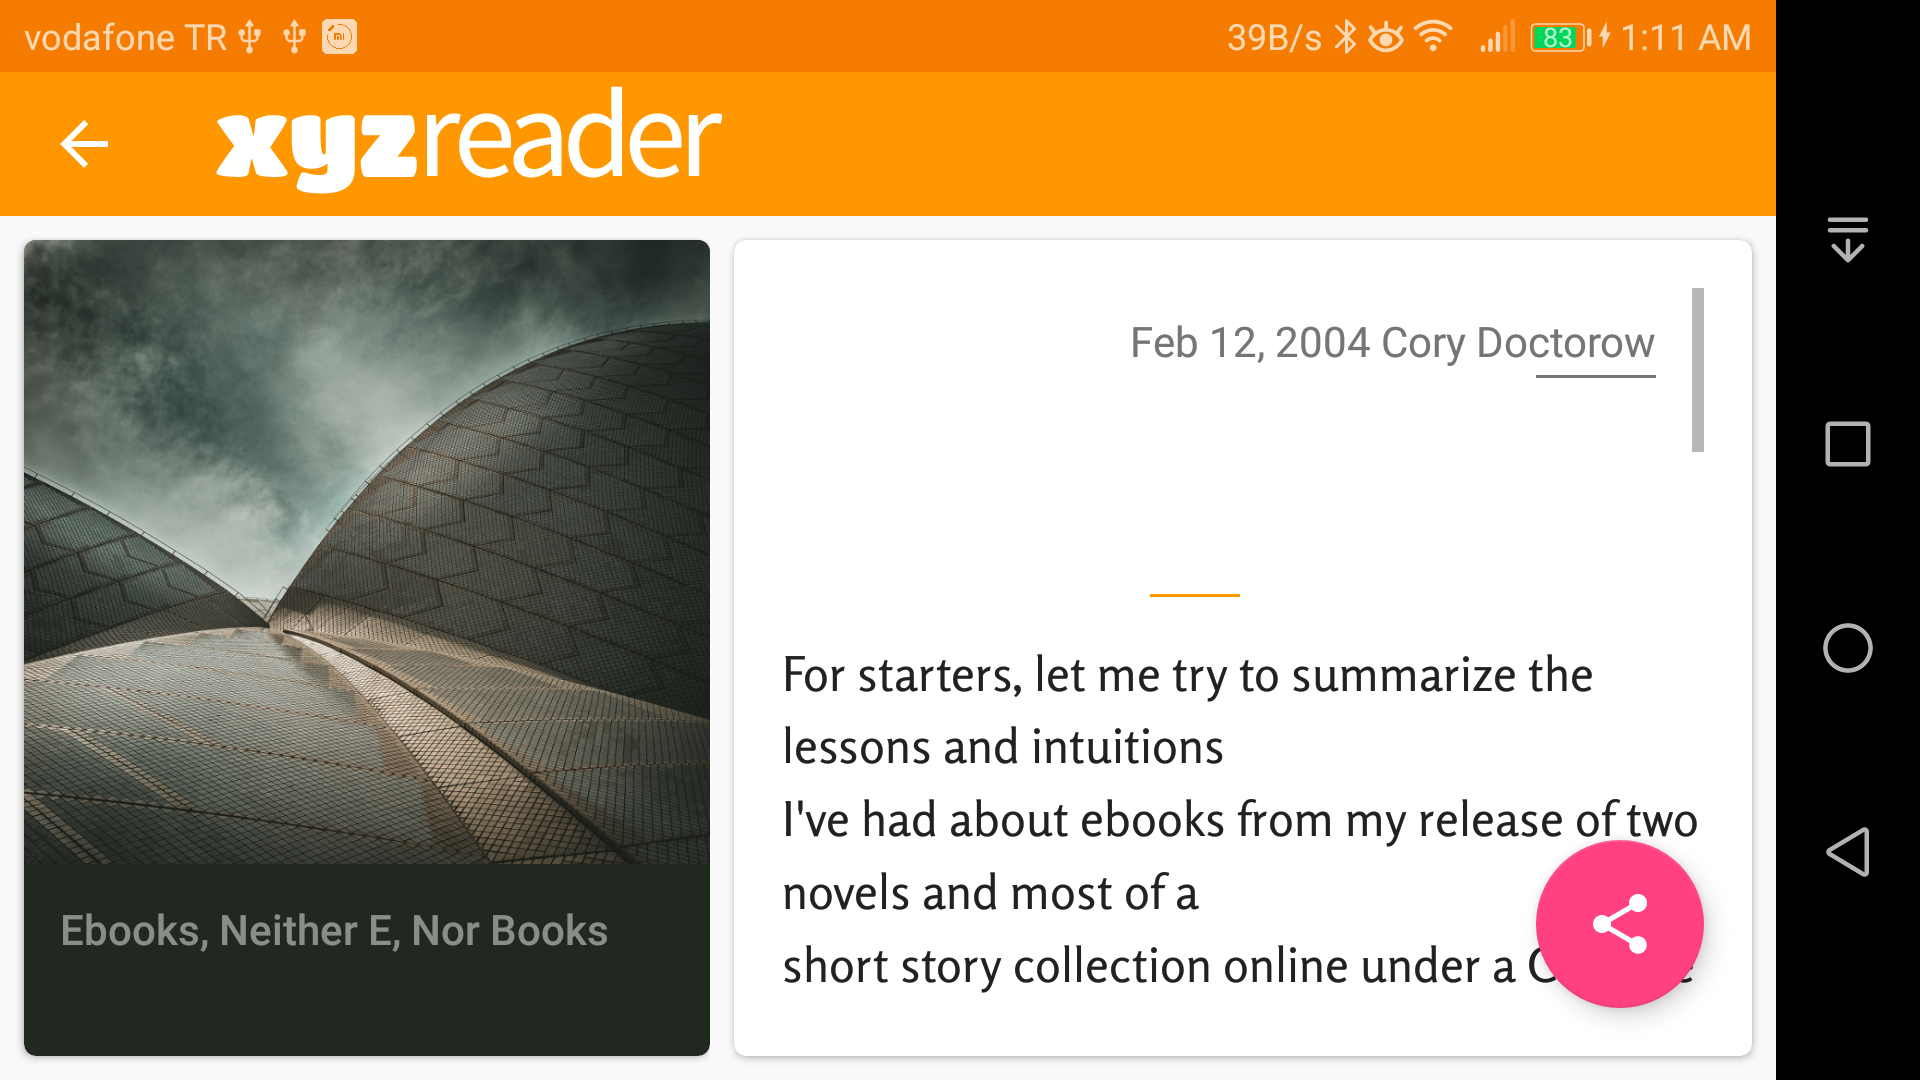 vodafone TR
39B/s 83 1:11 AM
xyzreader
Ebooks, Neither E, Nor Books
Feb 12, 2004 Cory Doctorow
For starters, let me try to summarize the
lessons and intuitions
I've had about ebooks from my release of two
novels and most of a
short story collection online under a